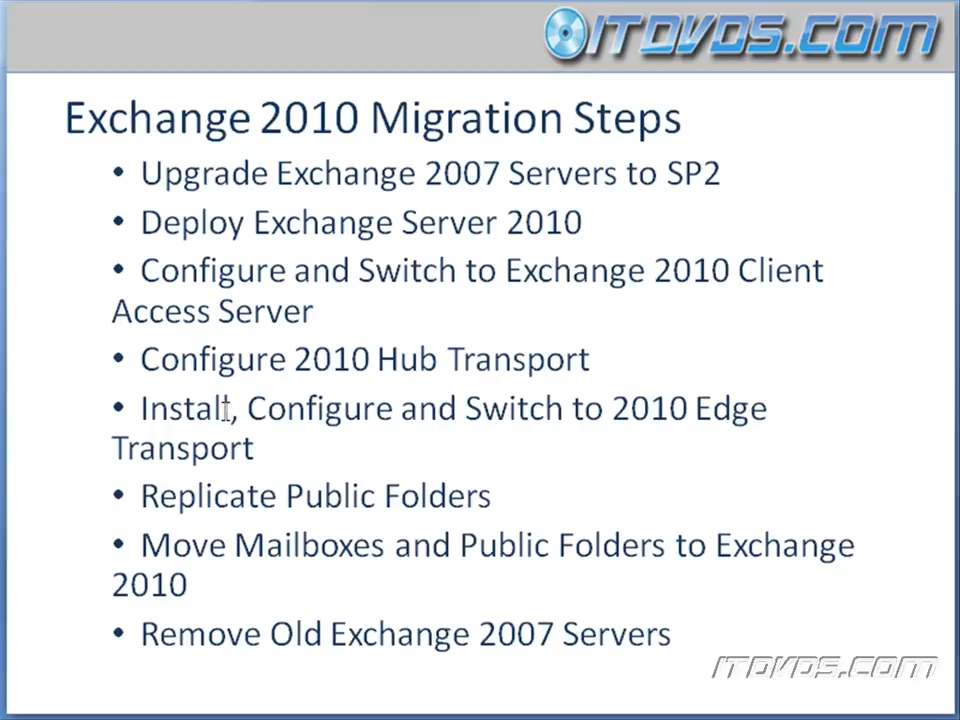 ITDVDS.COM
Exchange 2010 Migration Steps
• Upgrade Exchange 2007 Servers to SP2
• Deploy Exchange Server 2010
• Configure and Switch to Exchange 2010 Client
Access Server
• Configure 2010 Hub Transport
• Install, Configure and Switch to 2010 Edge
Transport
• Replicate Public Folders
• Move Mailboxes and Public Folders to Exchange
2010
• Remove Old Exchange 2007 Servers
ITDVDS.COM